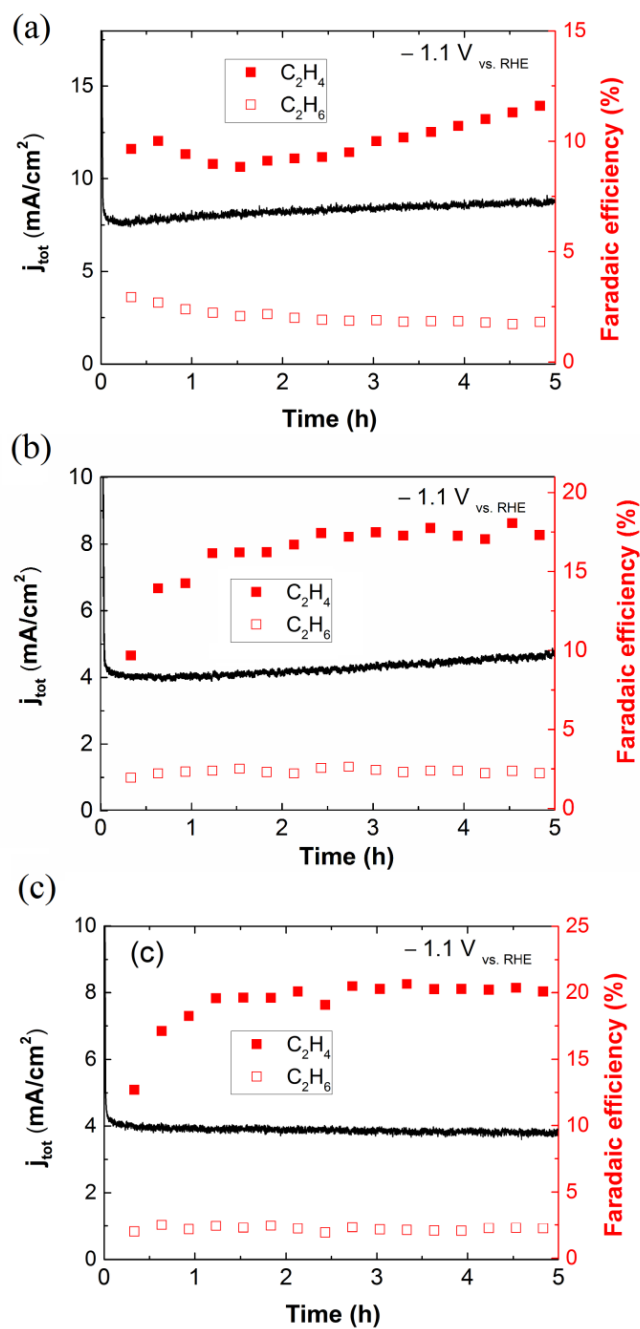 (a)
– 1.1 V vs. RHE
C2H4
C2H6
15
10
5
0
j_tot (mA/cm²)
0
5
10
15
Faradaic efficiency (%)
0 1 2 3 4 5
Time (h)
(b)
– 1.1 V vs. RHE
C2H4
C2H6
10
8
6
4
2
0
j_tot (mA/cm²)
20
15
10
5
0
Faradaic efficiency (%)
0 1 2 3 4 5
Time (h)
(c)
(c)
– 1.1 V vs. RHE
C2H4
C2H6
10
8
6
4
2
0
j_tot (mA/cm²)
25
20
15
10
5
0
Faradaic efficiency (%)
0 1 2 3 4 5
Time (h)